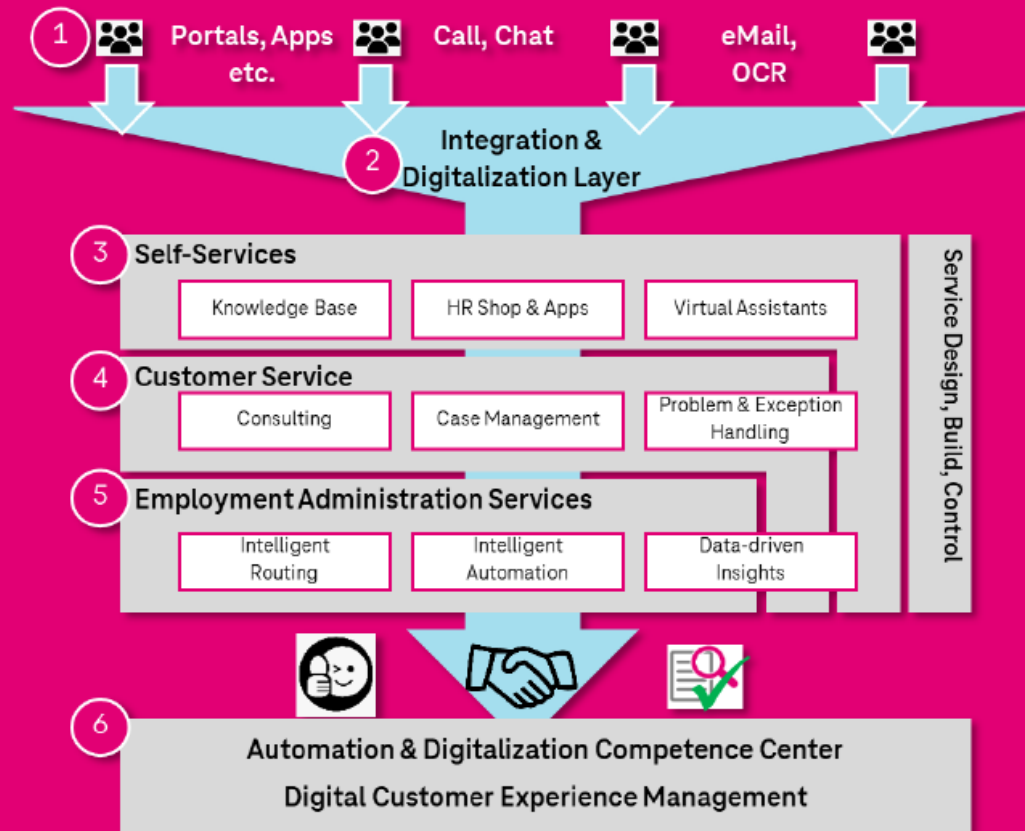 1
Portals, Apps
etc.
Call, Chat
eMail,
OCR
2
Integration &
Digitalization Layer
3
Self-Services
Knowledge Base
HR Shop & Apps
Virtual Assistants
4
Customer Service
Consulting
Case Management
Problem & Exception
Handling
5
Employment Administration Services
Intelligent
Routing
Intelligent
Automation
Data-driven
Insights
Service Design, Build, Control
6
Automation & Digitalization Competence Center
Digital Customer Experience Management